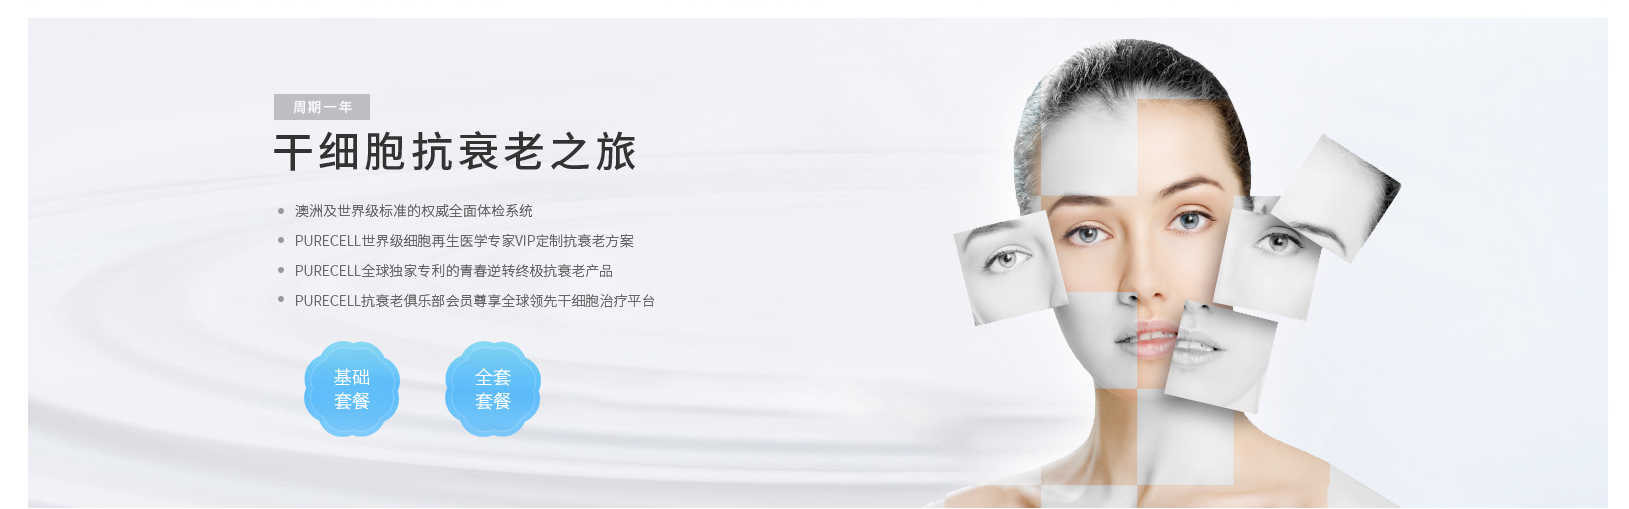 周期一年
干细胞抗衰老之旅
澳洲及世界级标准的权威全面体检系统
PURECELL世界级细胞再生医学专家VIP定制抗衰老方案
PURECELL全球独家专利的青春逆转终极抗衰老产品
PURECELL抗衰老俱乐部会员尊享全球领先干细胞治疗平台
基础
套餐
全套
套餐